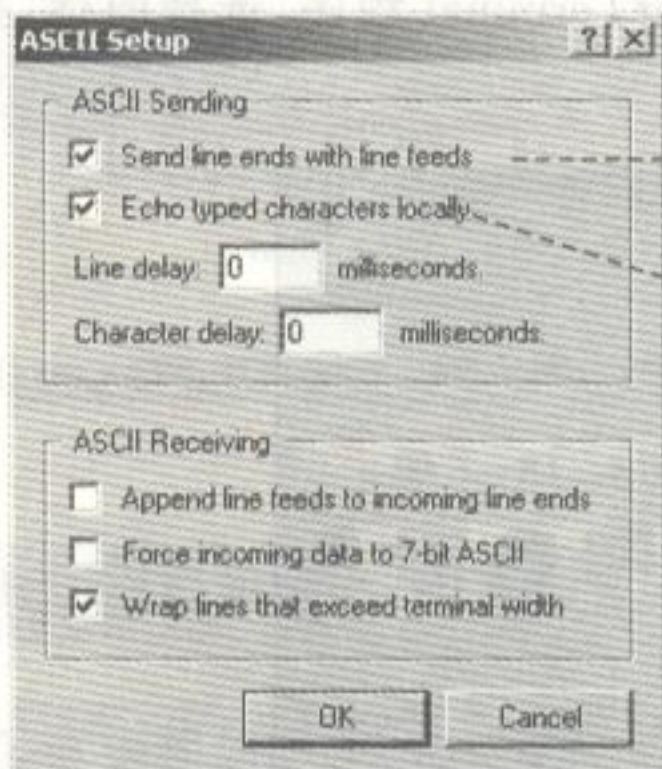 ASCII Setup
ASCII Sending
Send line ends with line feeds
Echo typed characters locally
Line delay: 0 milliseconds.
Character delay: 0 milliseconds.
ASCII Receiving
Append line feeds to incoming line ends
Force incoming data to 7-bit ASCII
Wrap lines that exceed terminal width
OK Cancel